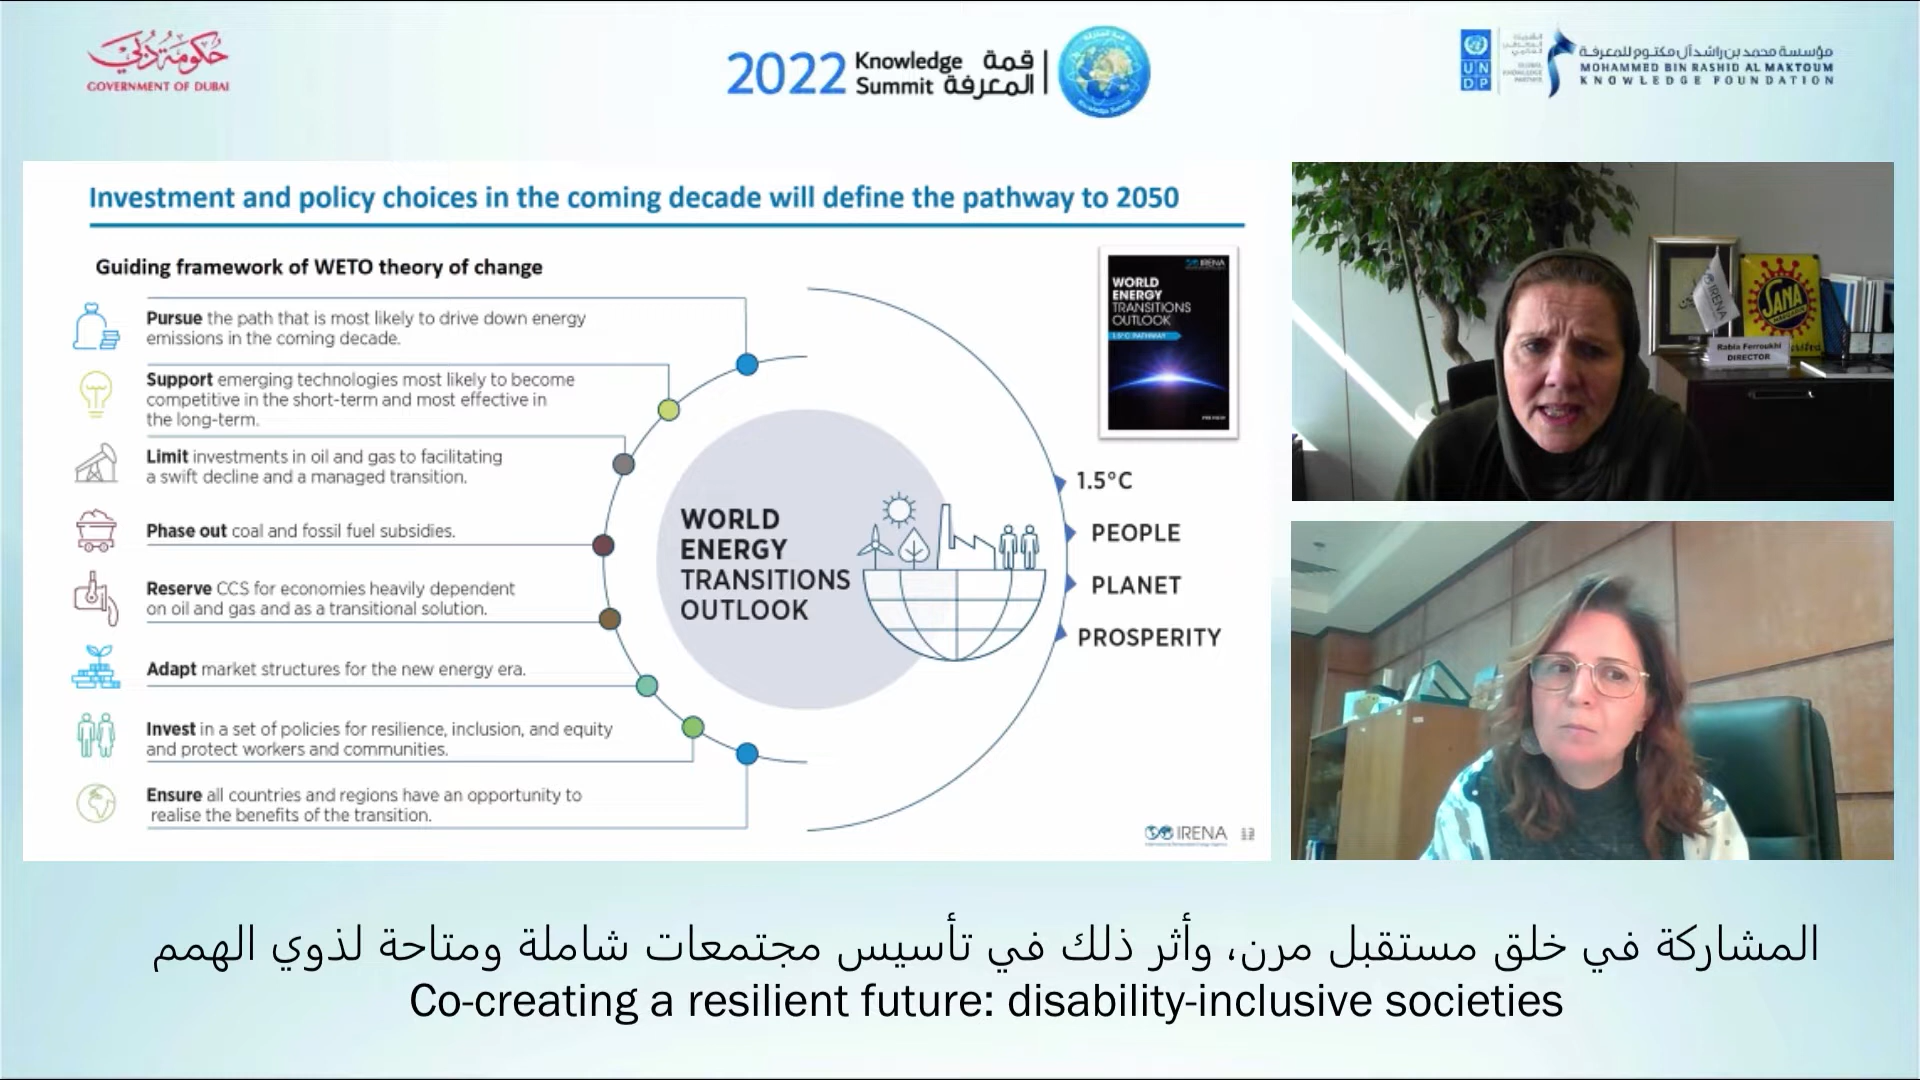 حكومة دبي
GOVERNMENT OF DUBAI
2022 Knowledge Summit
قمة المعرفة
UN
DP
مؤسسة محمد بن راشد آل مكتوم للمعرفة
MOHAMMED BIN RASHID AL MAKTOUM
KNOWLEDGE FOUNDATION
Investment and policy choices in the coming decade will define the pathway to 2050
Guiding framework of WETO theory of change
Pursue the path that is most likely to drive down energy
emissions in the coming decade.
Support emerging technologies most likely to become
competitive in the short-term and most effective in
the long-term.
Limit investments in oil and gas to facilitating
a swift decline and a managed transition.
Phase out coal and fossil fuel subsidies.
Reserve CCS for economies heavily dependent
on oil and gas and as a transitional solution.
Adapt market structures for the new energy era.
Invest in a set of policies for resilience, inclusion, and equity
and protect workers and communities.
Ensure all countries and regions have an opportunity to
realise the benefits of the transition.
WORLD
ENERGY
TRANSITIONS
OUTLOOK
IRENA
WORLD
ENERGY
TRANSITIONS
OUTLOOK
1.5°C PATHWAY
1.5°C
PEOPLE
PLANET
PROSPERITY
IRENA
IRENA
SANA
Rabia Ferroukhi
DIRECTOR
المشاركة في خلق مستقبل مرن، وأثر ذلك في تأسيس مجتمعات شاملة ومتاحة لذوي الهمم
Co-creating a resilient future: disability-inclusive societies